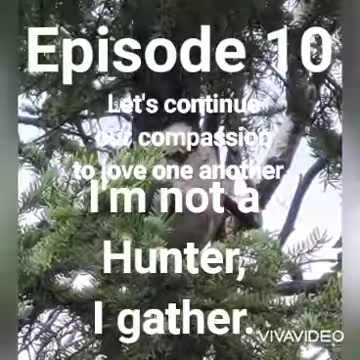 Episode 10
Let's continue
our compassion
to love one another
I'm not a
Hunter,
I gather.
VIVAVIDEO